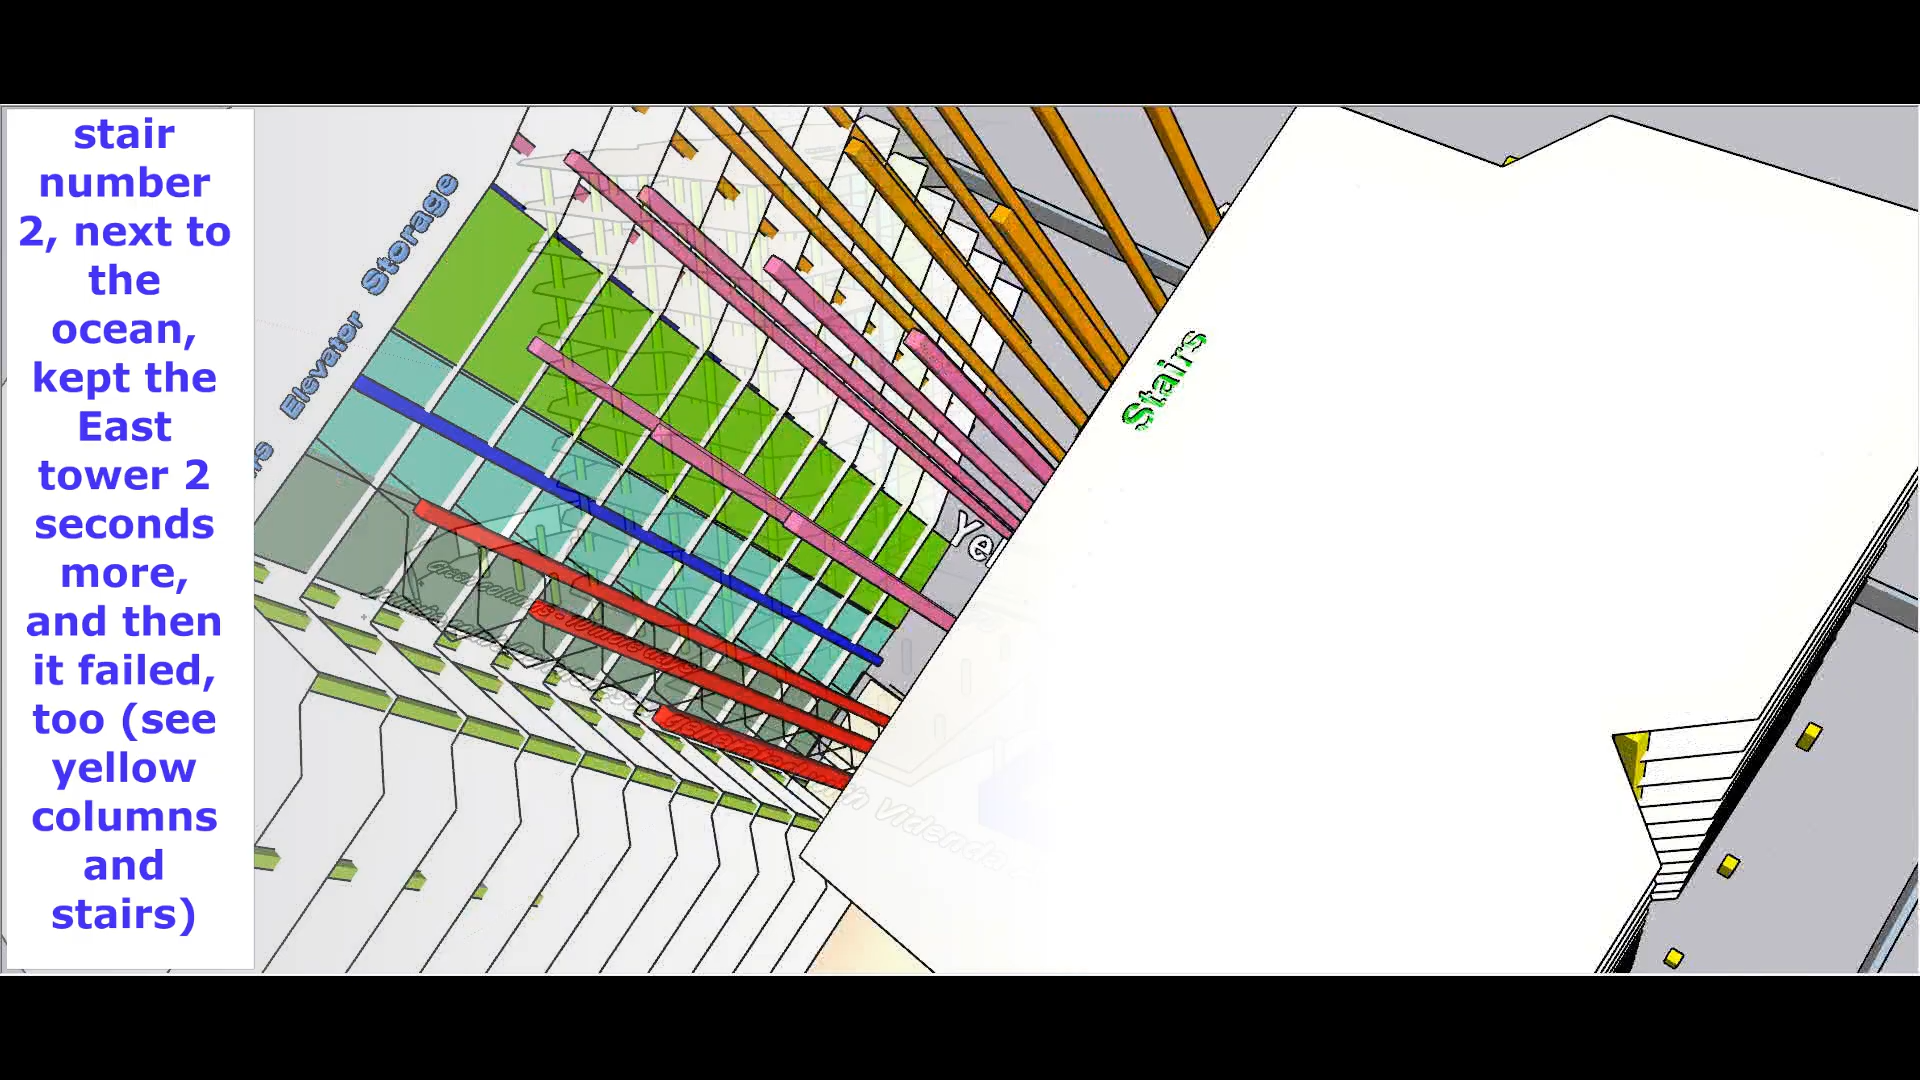 stair
number
2, next to
the
ocean,
kept the
East
tower 2
seconds
more,
and then
it failed,
too (see
yellow
columns
and
stairs)
Storage
Elevator
Stairs